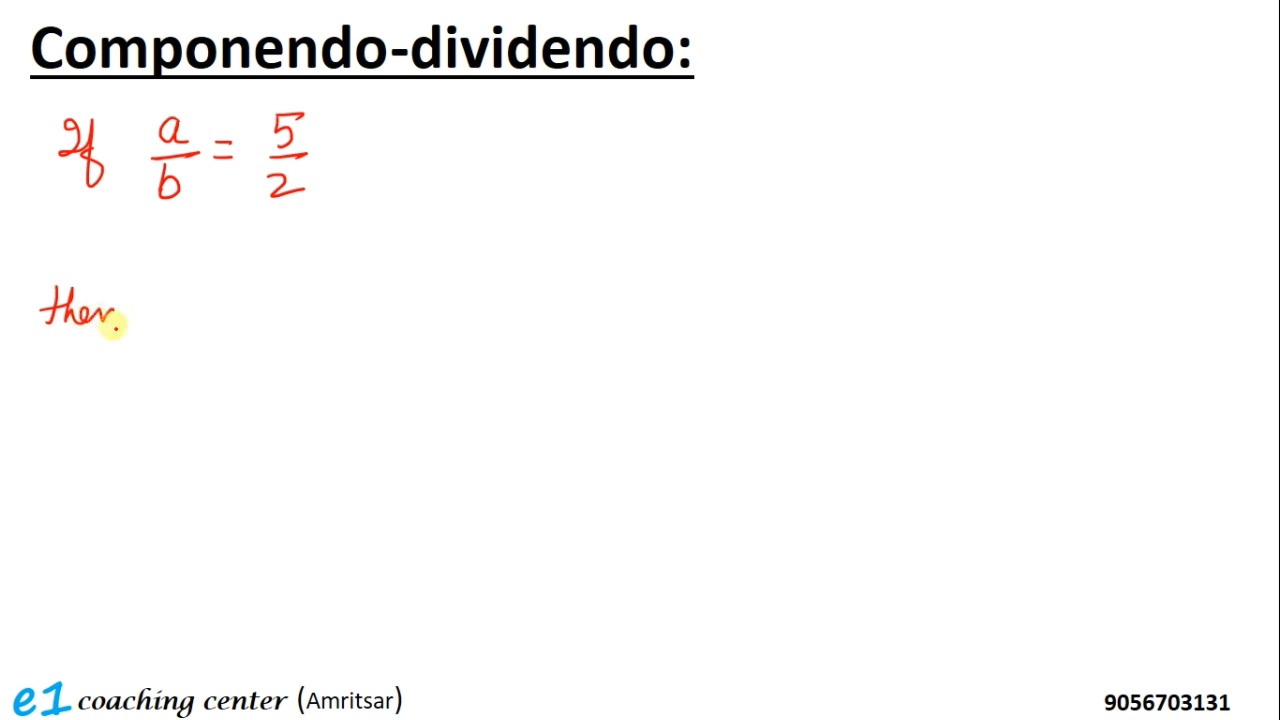 Componendo-dividendo:
If a/b = 5/2
then
e1 coaching center (Amritsar)
9056703131